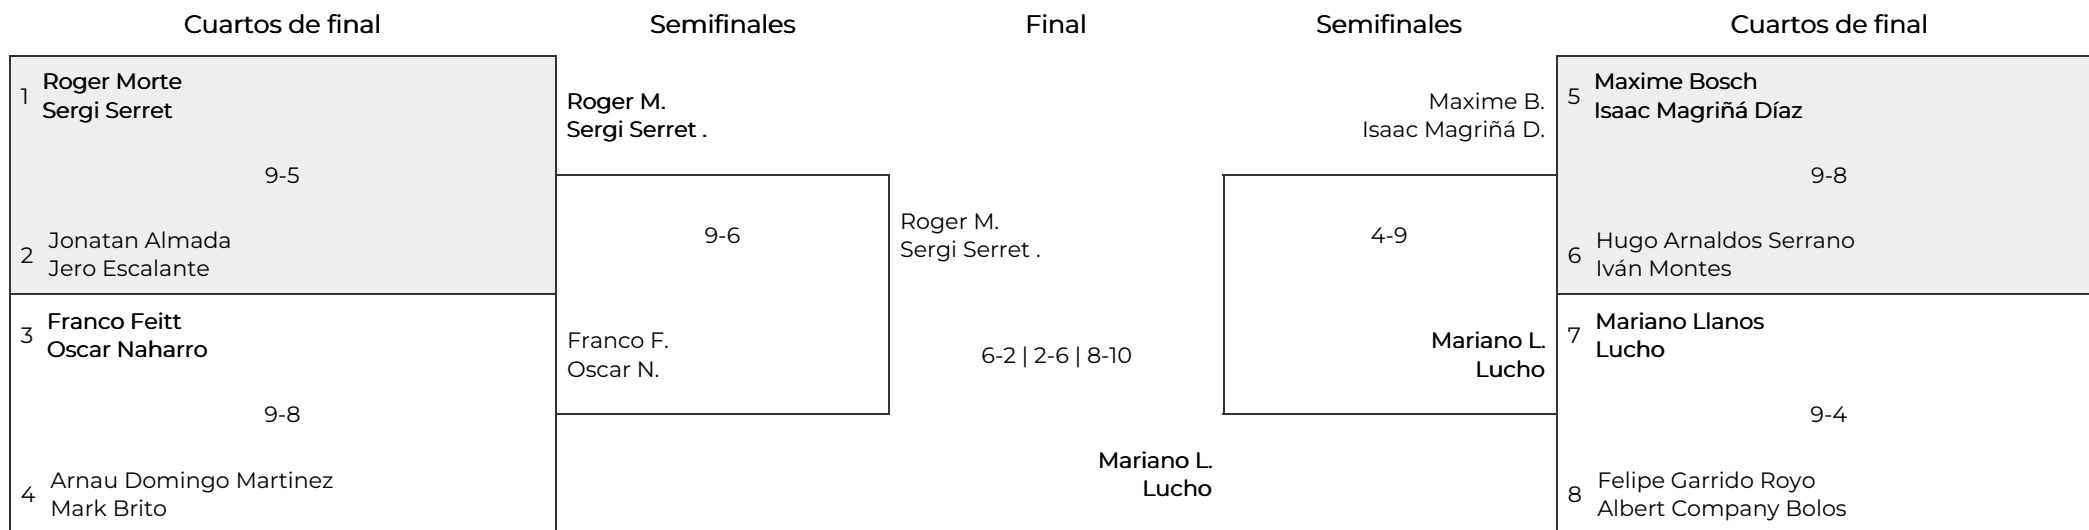 Cuartos de final
Semifinales
Final
Semifinales
Cuartos de final
1
Roger Morte
Sergi Serret
9-5
2
Jonatan Almada
Jero Escalante
3
Franco Feitt
Oscar Naharro
9-8
4
Arnau Domingo Martinez
Mark Brito
Roger M.
Sergi Serret .
9-6
Franco F.
Oscar N.
Roger M.
Sergi Serret .
6-2 | 2-6 | 8-10
Mariano L.
Lucho
Maxime B.
Isaac Magriñá D.
4-9
Mariano L.
Lucho
5
Maxime Bosch
Isaac Magriñá Díaz
9-8
6
Hugo Arnaldos Serrano
Iván Montes
7
Mariano Llanos
Lucho
9-4
8
Felipe Garrido Royo
Albert Company Bolos